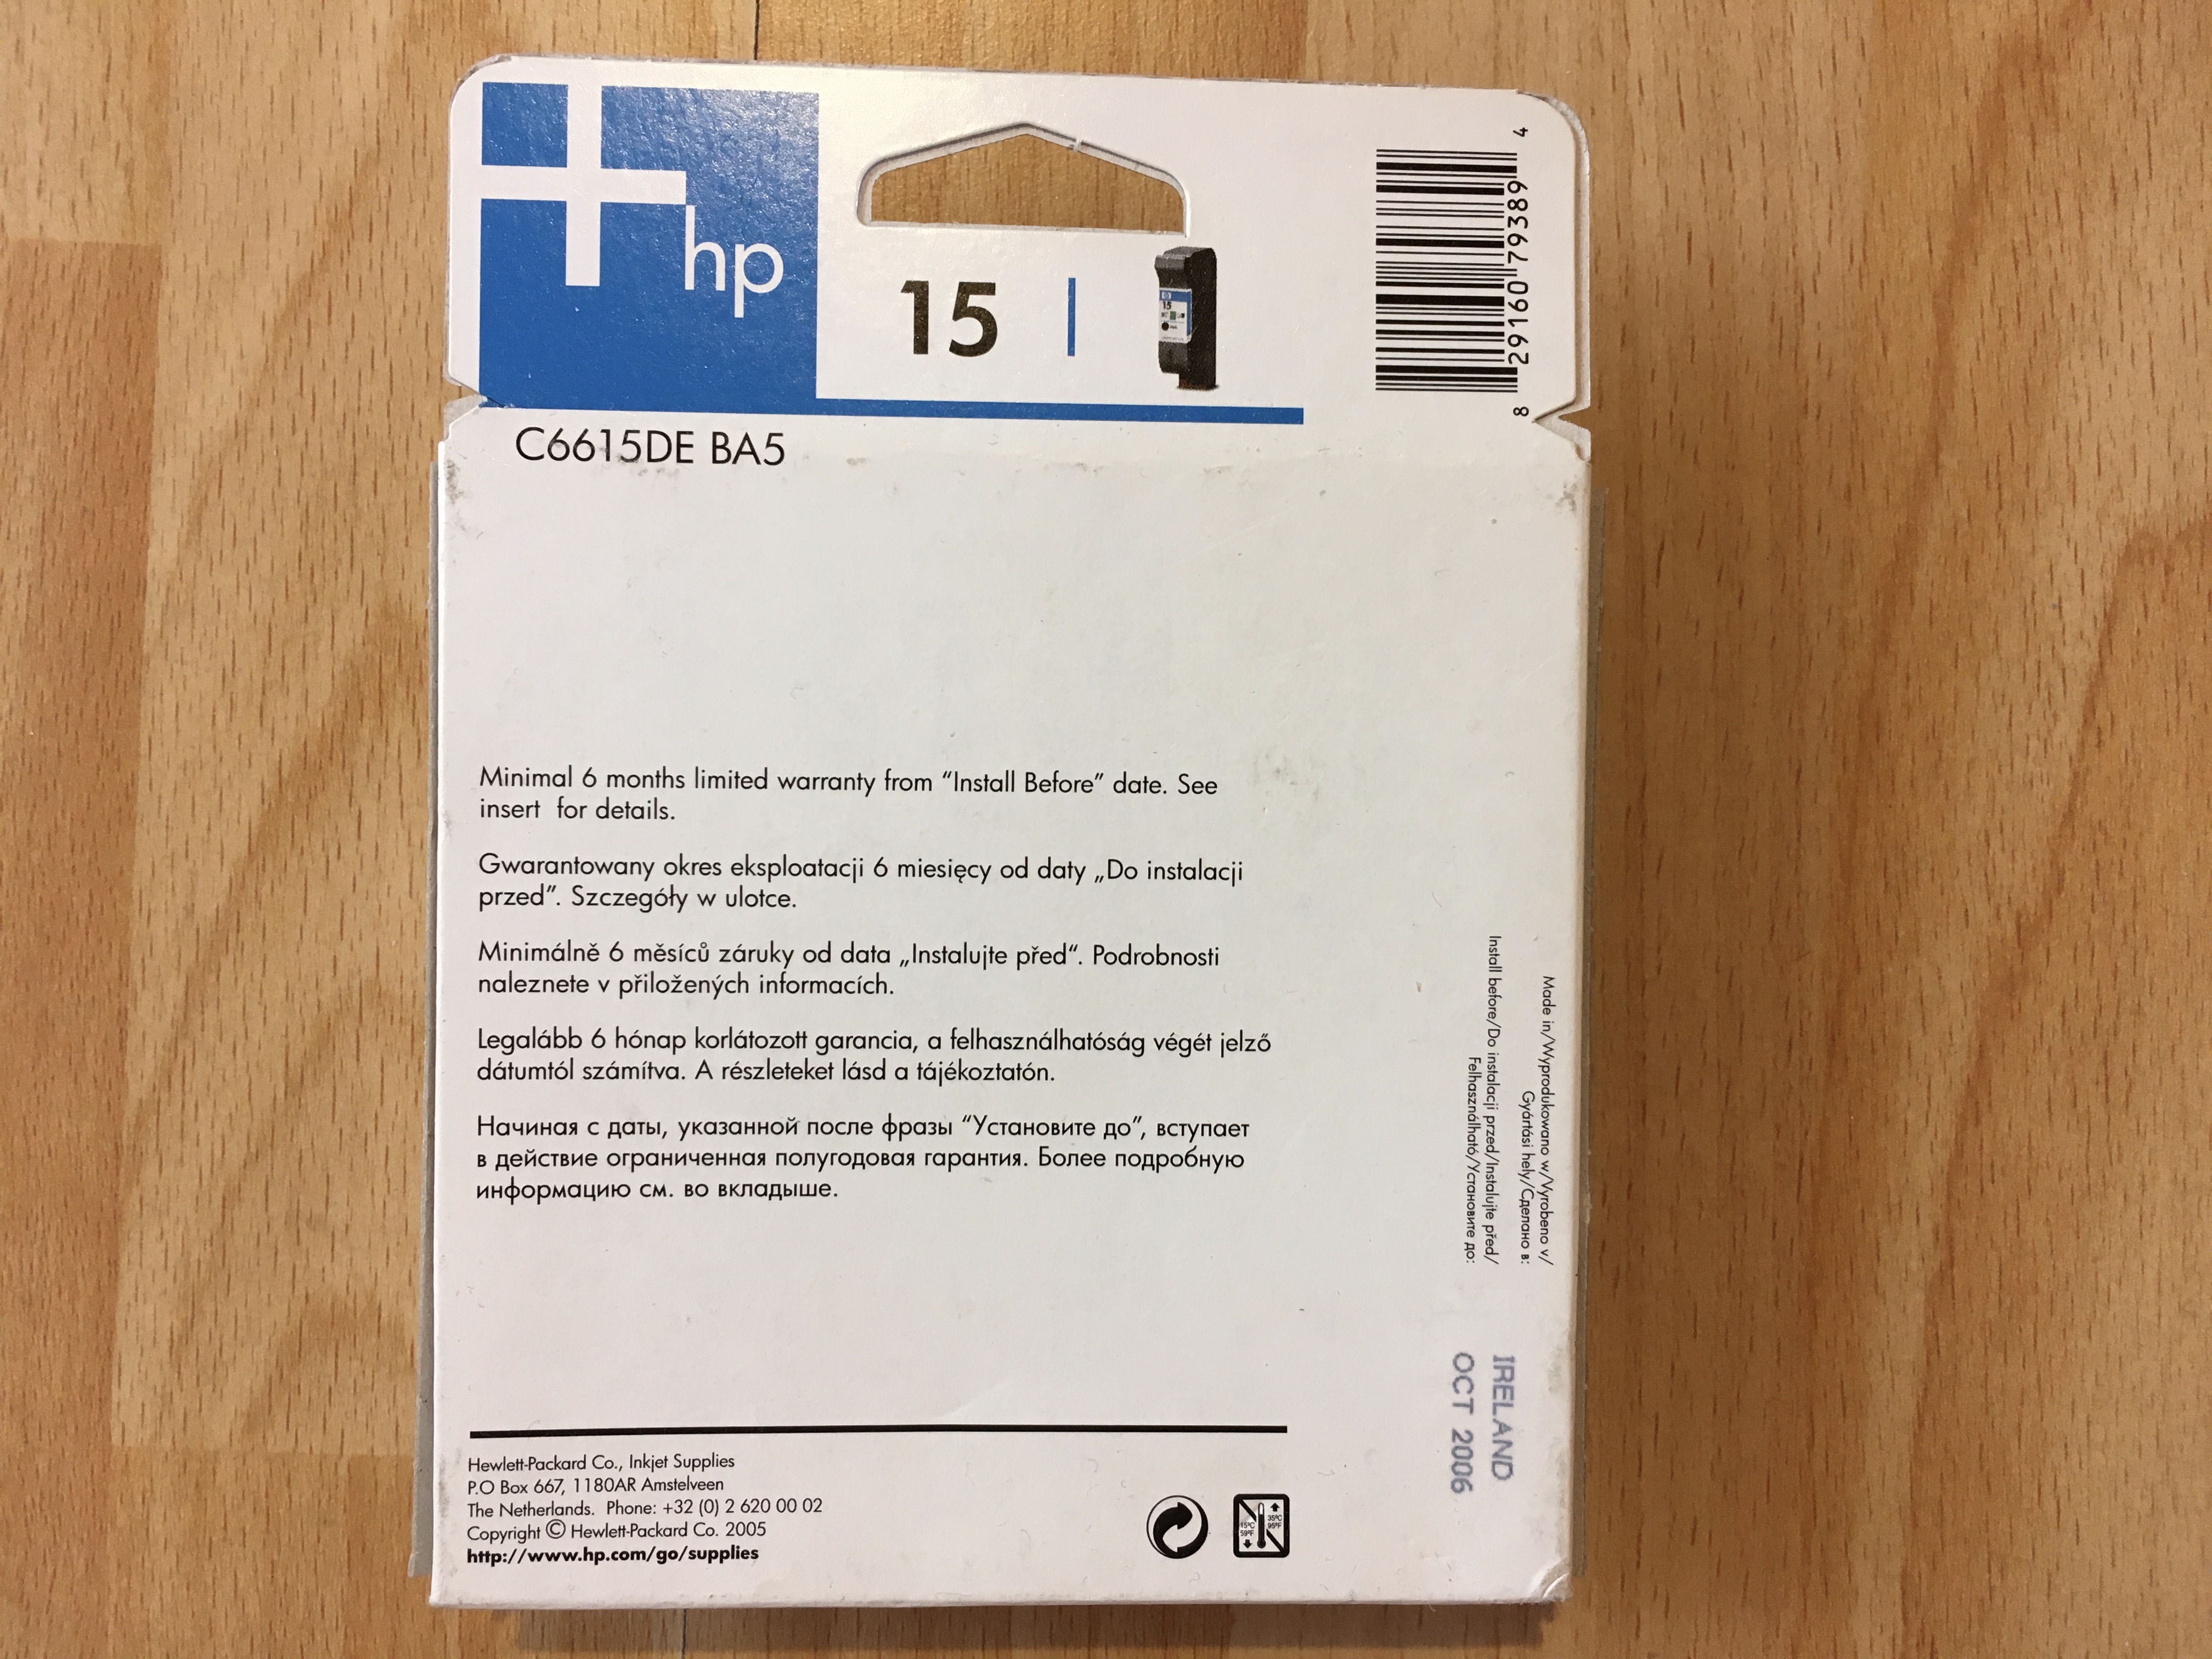 hp
15
4
29160 79389
8
C6615DE BA5
Minimal 6 months limited warranty from “Install Before” date. See
insert for details.
Gwarantowany okres eksploatacji 6 miesięcy od daty „Do instalacji
przed”. Szczegóły w ulotce.
Minimálně 6 měsíců záruky od data „Instalujte před“. Podrobnosti
naleznete v přiložených informacích.
Legalább 6 hónap korlátozott garancia, a felhasználhatóság végét jelző
dátumtól számítva. A részleteket lásd a tájékoztatón.
Начиная с даты, указанной после фразы “Установите до”, вступает
в действие ограниченная полугодовая гарантия. Более подробную
информацию см. во вкладыше.
Made in/Wyprodukowano w/Vyrobeno v/
Gyártási hely/Сделано в:
Install before/Do instalacji przed/Instalujte před/
Felhasználható/Установите до:
IRELAND
OCT 2006
Hewlett-Packard Co., Inkjet Supplies
P.O Box 667, 1180AR Amstelveen
The Netherlands. Phone: +32 (0) 2 620 00 02
Copyright © Hewlett-Packard Co. 2005
http://www.hp.com/go/supplies
15ºC
59ºF
35ºC
95ºF